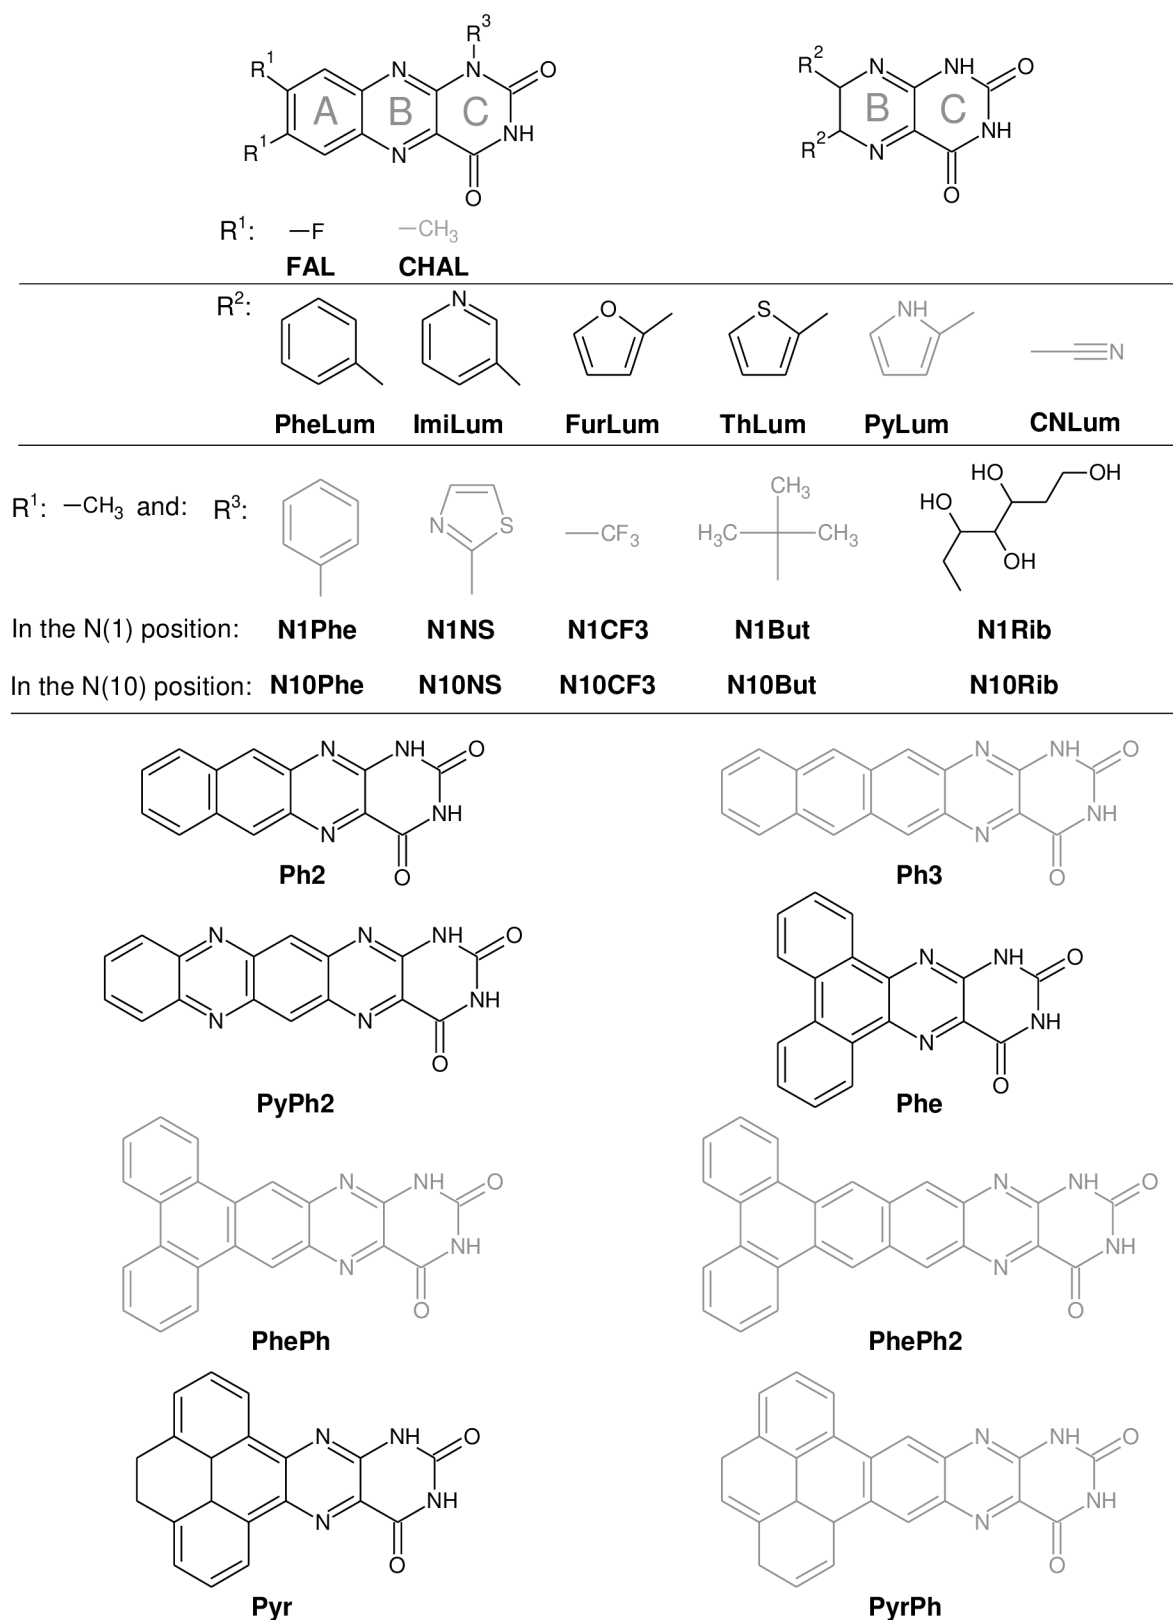 R3
R1 N N O R2 N NH O
A B C B C
NH NH
R1 N R2 N
O O
R1: —F —CH3
FAL CHAL
R2: N O S NH N
PheLum ImiLum FurLum ThLum PyLum CNLum
R1: —CH3 and: R3: N S —CF3 CH3 H3C CH3 HO OH HO OH
In the N(1) position: N1Phe N1NS N1CF3 N1But N1Rib
In the N(10) position: N10Phe N10NS N10CF3 N10But N10Rib
N NH O N NH O
NH NH
N N
O O
Ph2 Ph3
N N NH O N NH O
NH NH
N N N
O O
PyPh2 Phe
N NH O N NH O
NH NH
N N
O O
PhePh PhePh2
N NH O N NH O
NH NH
N N
O O
Pyr PyrPh